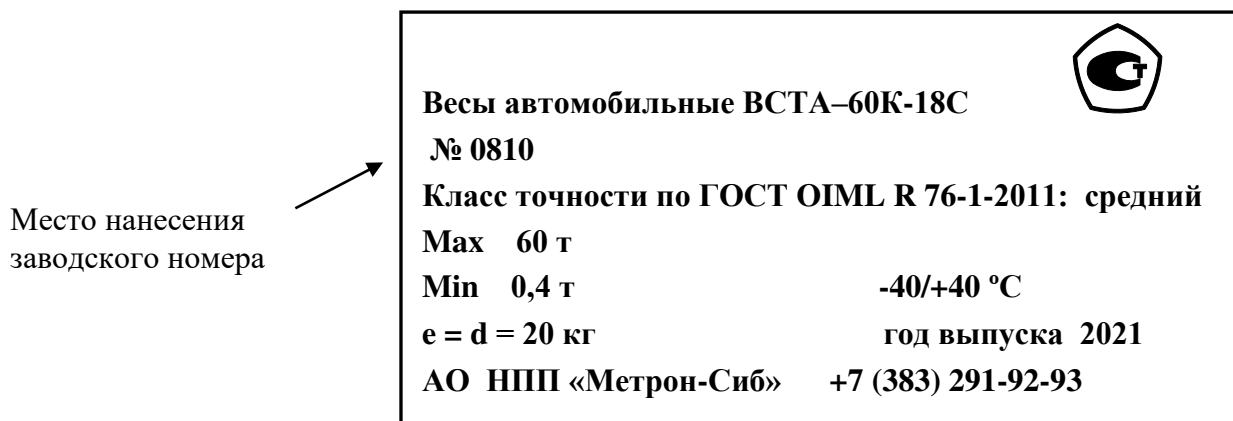 Весы автомобильные ВСТА–60К-18С
№ 0810
Класс точности по ГОСТ OIML R 76-1-2011: средний
Max 60 т
Min 0,4 т -40/+40 ºС
e = d = 20 кг год выпуска 2021
АО НПП «Метрон-Сиб» +7 (383) 291-92-93
Место нанесения
заводского номера